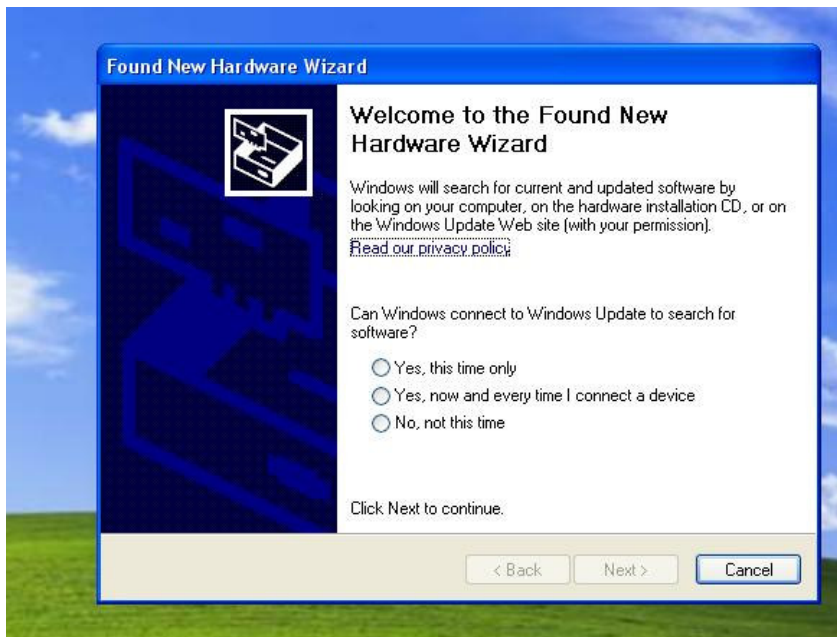 Found New Hardware Wizard
Welcome to the Found New
Hardware Wizard
Windows will search for current and updated software by
looking on your computer, on the hardware installation CD, or on
the Windows Update Web site (with your permission).
Read our privacy policy
Can Windows connect to Windows Update to search for
software?
Yes, this time only
Yes, now and every time I connect a device
No, not this time
Click Next to continue.
< Back
Next >
Cancel